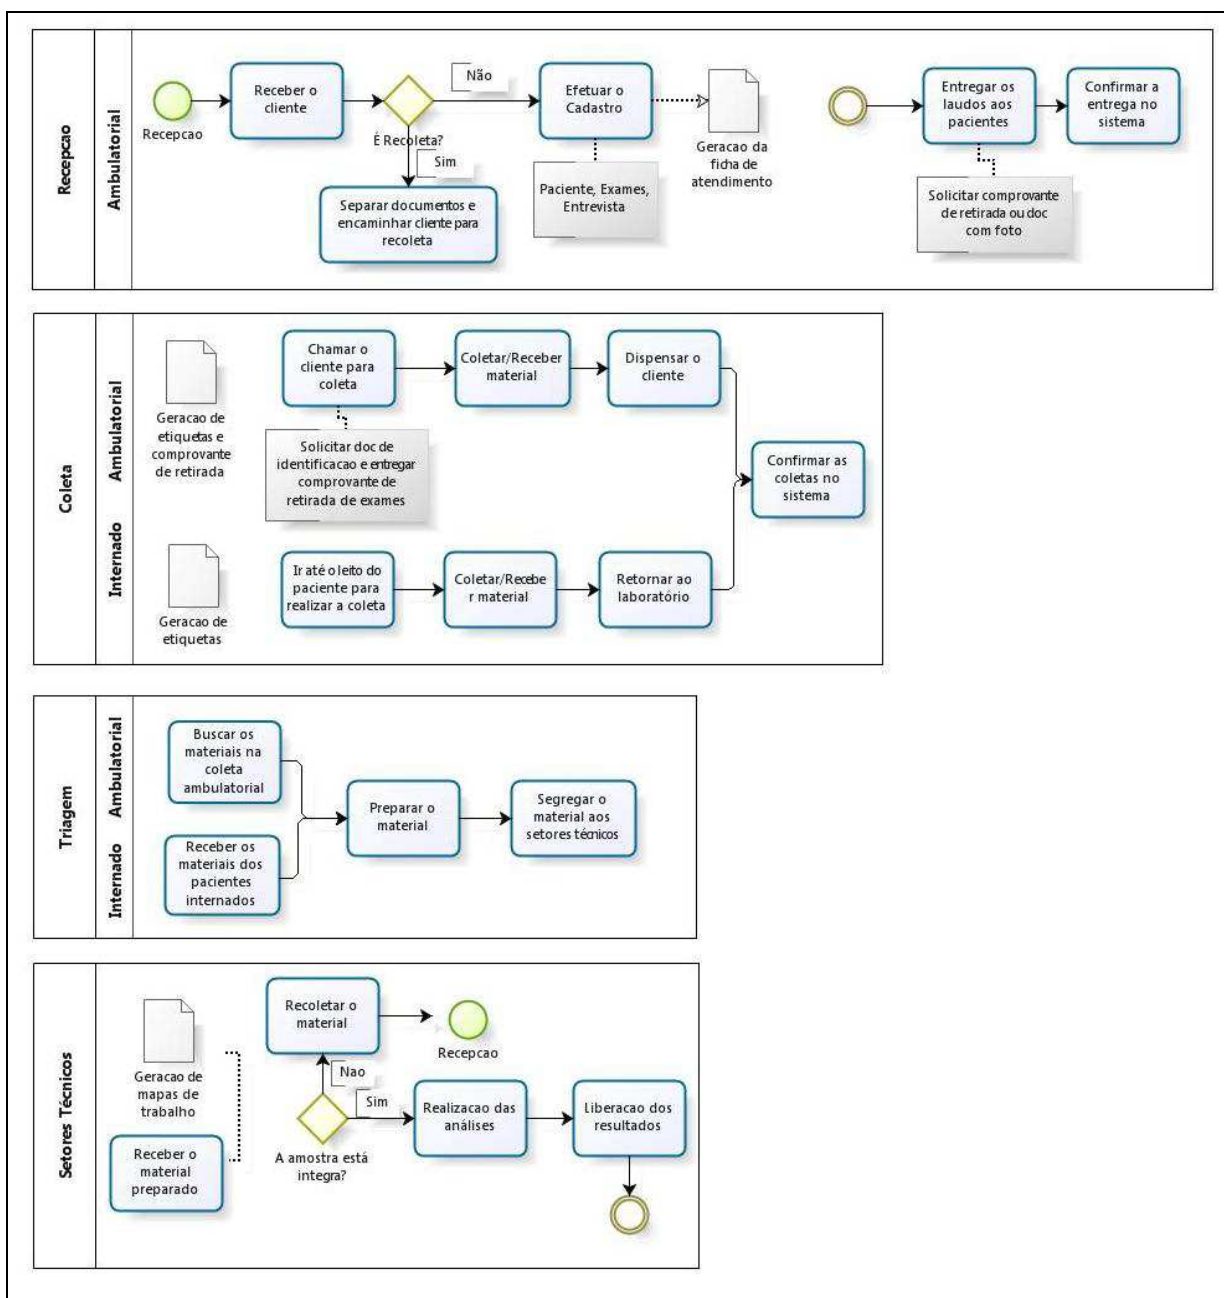 Recepcao
Ambulatorial
Recepcao
Receber o
cliente
É Recoleta?
Não
Sim
Separar documentos e
encaminhar cliente para
recoleta
Efetuar o
Cadastro
Paciente, Exames,
Entrevista
Geracao da
ficha de
atendimento
Entregar os
laudos aos
pacientes
Solicitar comprovante
de retirada ou doc
com foto
Confirmar a
entrega no
sistema
Coleta
Ambulatorial
Geracao de
etiquetas e
comprovante
de retirada
Chamar o
cliente para
coleta
Solicitar doc de
identificacao e entregar
comprovante de
retirada de exames
Coletar/Receber
material
Dispensar o
cliente
Confirmar as
coletas no
sistema
Internado
Geracao de
etiquetas
Ir até o leito do
paciente para
realizar a coleta
Coletar/Recebe
r material
Retornar ao
laboratório
Triagem
Ambulatorial
Buscar os
materiais na
coleta
ambulatorial
Internado
Receber os
materiais dos
pacientes
internados
Preparar o
material
Segregar o
material aos
setores técnicos
Setores Técnicos
Geracao de
mapas de
trabalho
Receber o
material
preparado
Recoletar o
material
Recepcao
Nao
Sim
A amostra está
integra?
Realizacao das
análises
Liberacao dos
resultados